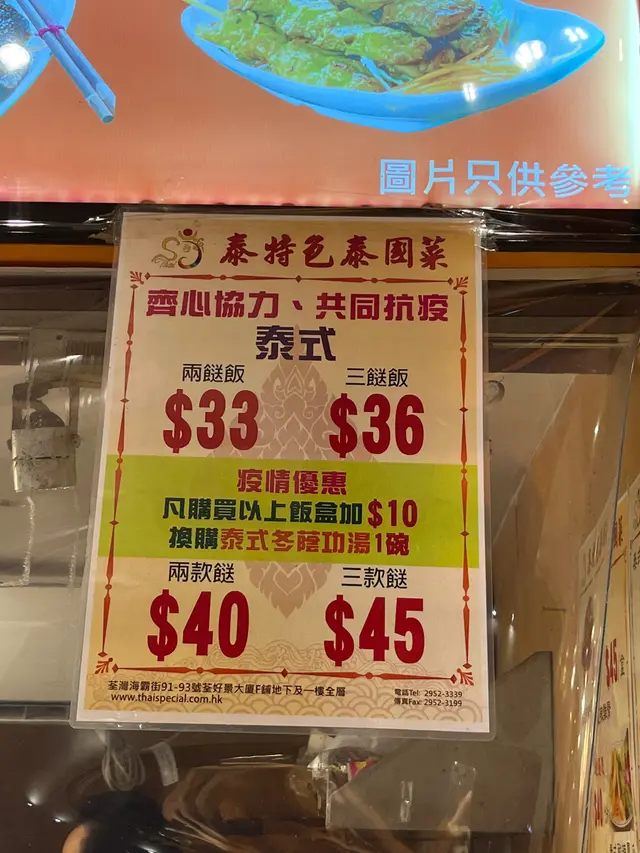 圖片只供參考
泰特色泰國菜
齊心協力、共同抗疫
泰式
兩餸飯 三餸飯
$33 $36
疫情優惠
凡購買以上飯盒加$10
換購泰式冬蔭功湯1碗
兩款餸 三款餸
$40 $45
荃灣海霸街91-93號荃好景大廈F鋪地下及一樓全層
電話Tel: 2952-3339
www.thaispecial.com.hk
傳真Fax: 2952-3199
$45